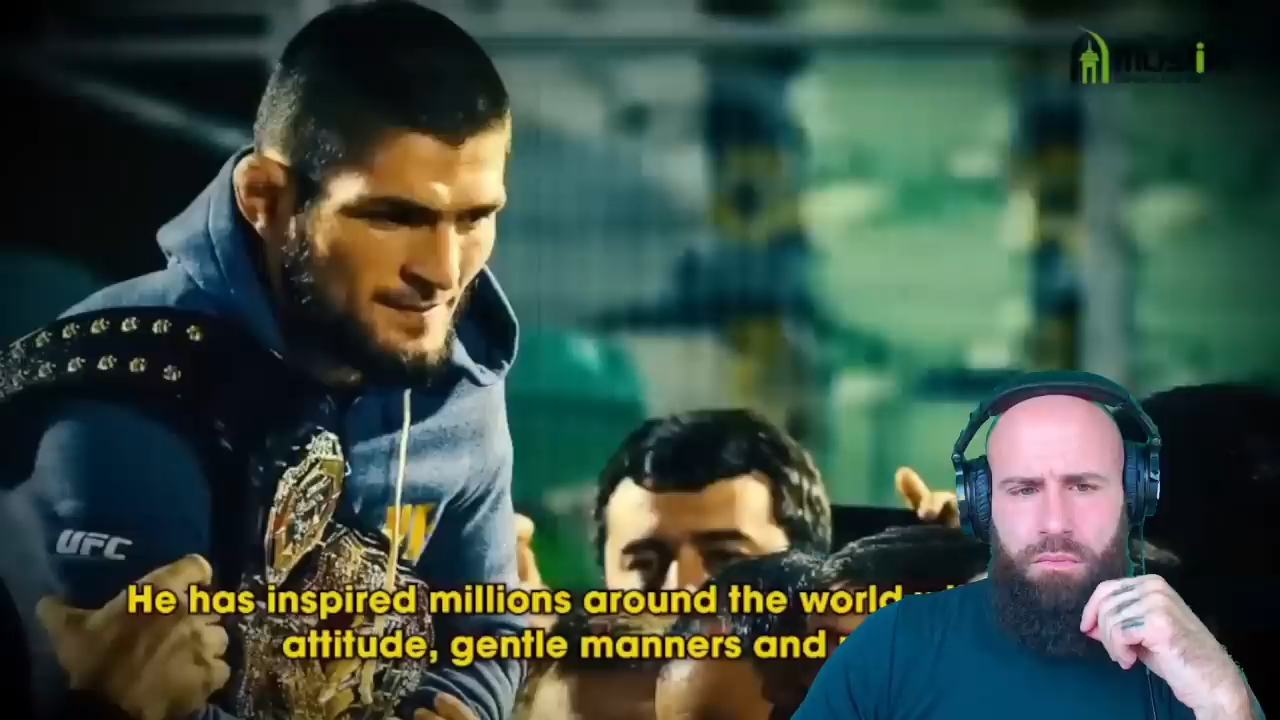 UFC
He has inspired millions around the world
attitude, gentle manners and